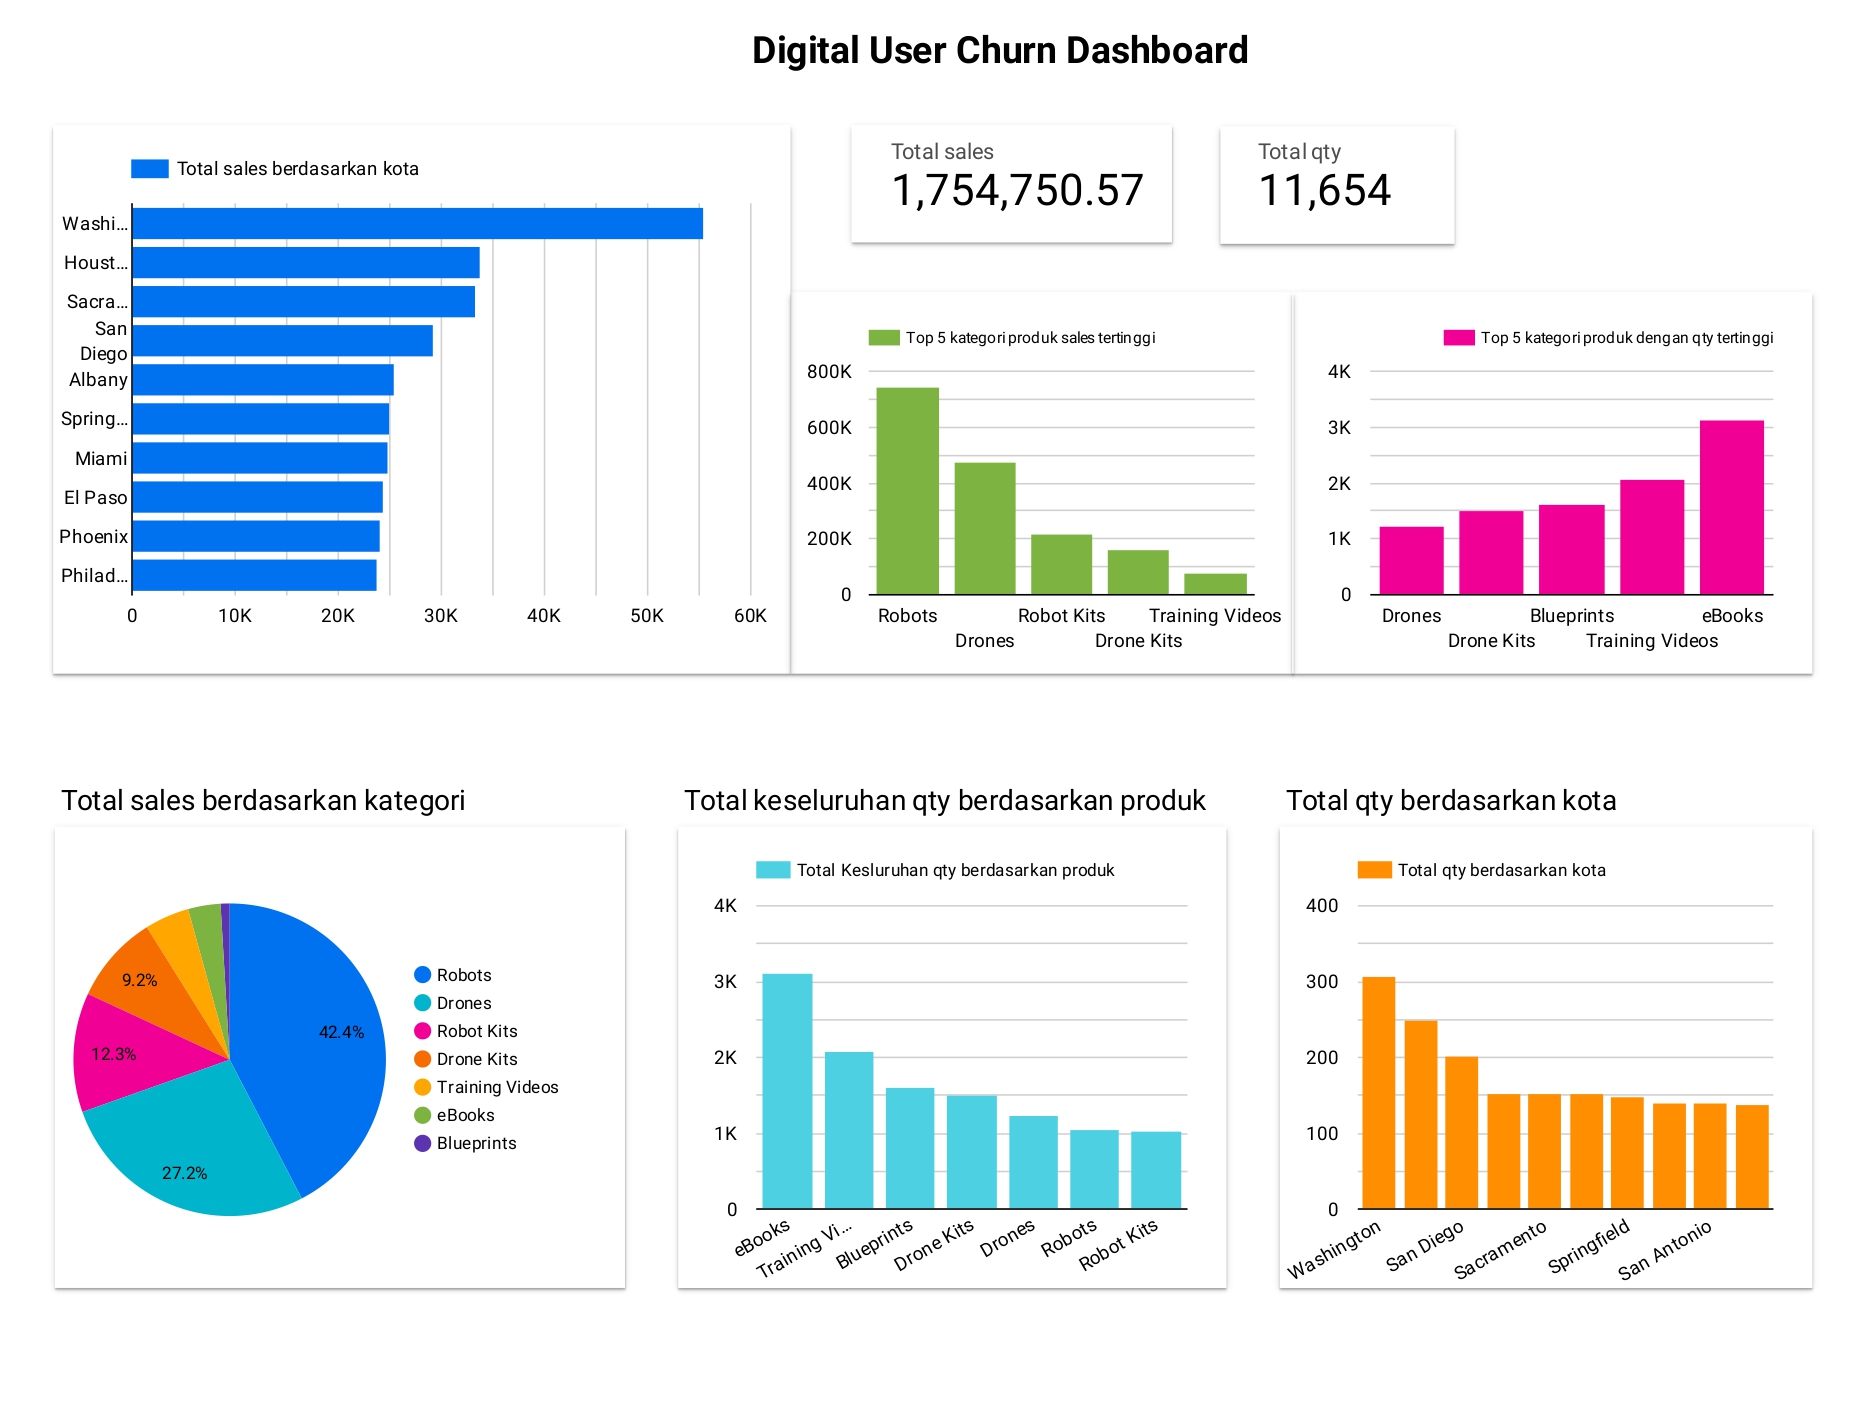 Digital User Churn Dashboard
Total sales berdasarkan kota
Washi...
Houst...
Sacra...
San
Diego
Albany
Spring...
Miami
El Paso
Phoenix
Philad...
0 10K 20K 30K 40K 50K 60K
Total sales
1,754,750.57
Total qty
11,654
Top 5 kategori produk sales tertinggi
800K
600K
400K
200K
0
Robots Robot Kits Training Videos
Drones Drone Kits
Top 5 kategori produk dengan qty tertinggi
4K
3K
2K
1K
0
Drones Blueprints eBooks
Drone Kits Training Videos
Total sales berdasarkan kategori
42.4%
27.2%
12.3%
9.2%
Robots
Drones
Robot Kits
Drone Kits
Training Videos
eBooks
Blueprints
Total keseluruhan qty berdasarkan produk
Total Kesluruhan qty berdasarkan produk
4K
3K
2K
1K
0
eBooks
Training Vi...
Blueprints
Drone Kits
Drones
Robots
Robot Kits
Total qty berdasarkan kota
Total qty berdasarkan kota
400
300
200
100
0
Washington
San Diego
Sacramento
Springfield
San Antonio